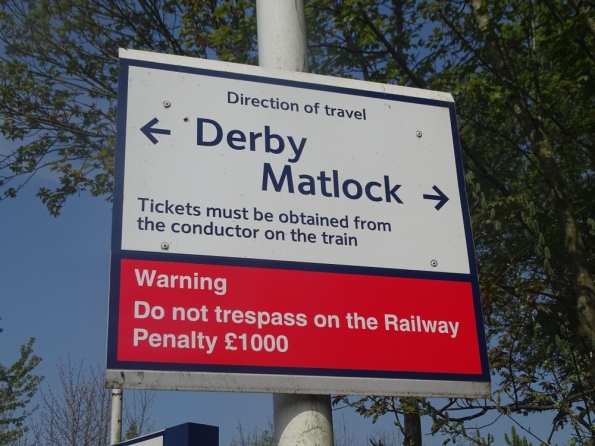 Direction of travel
← Derby
Matlock →
Tickets must be obtained from
the conductor on the train
Warning
Do not trespass on the Railway
Penalty £1000